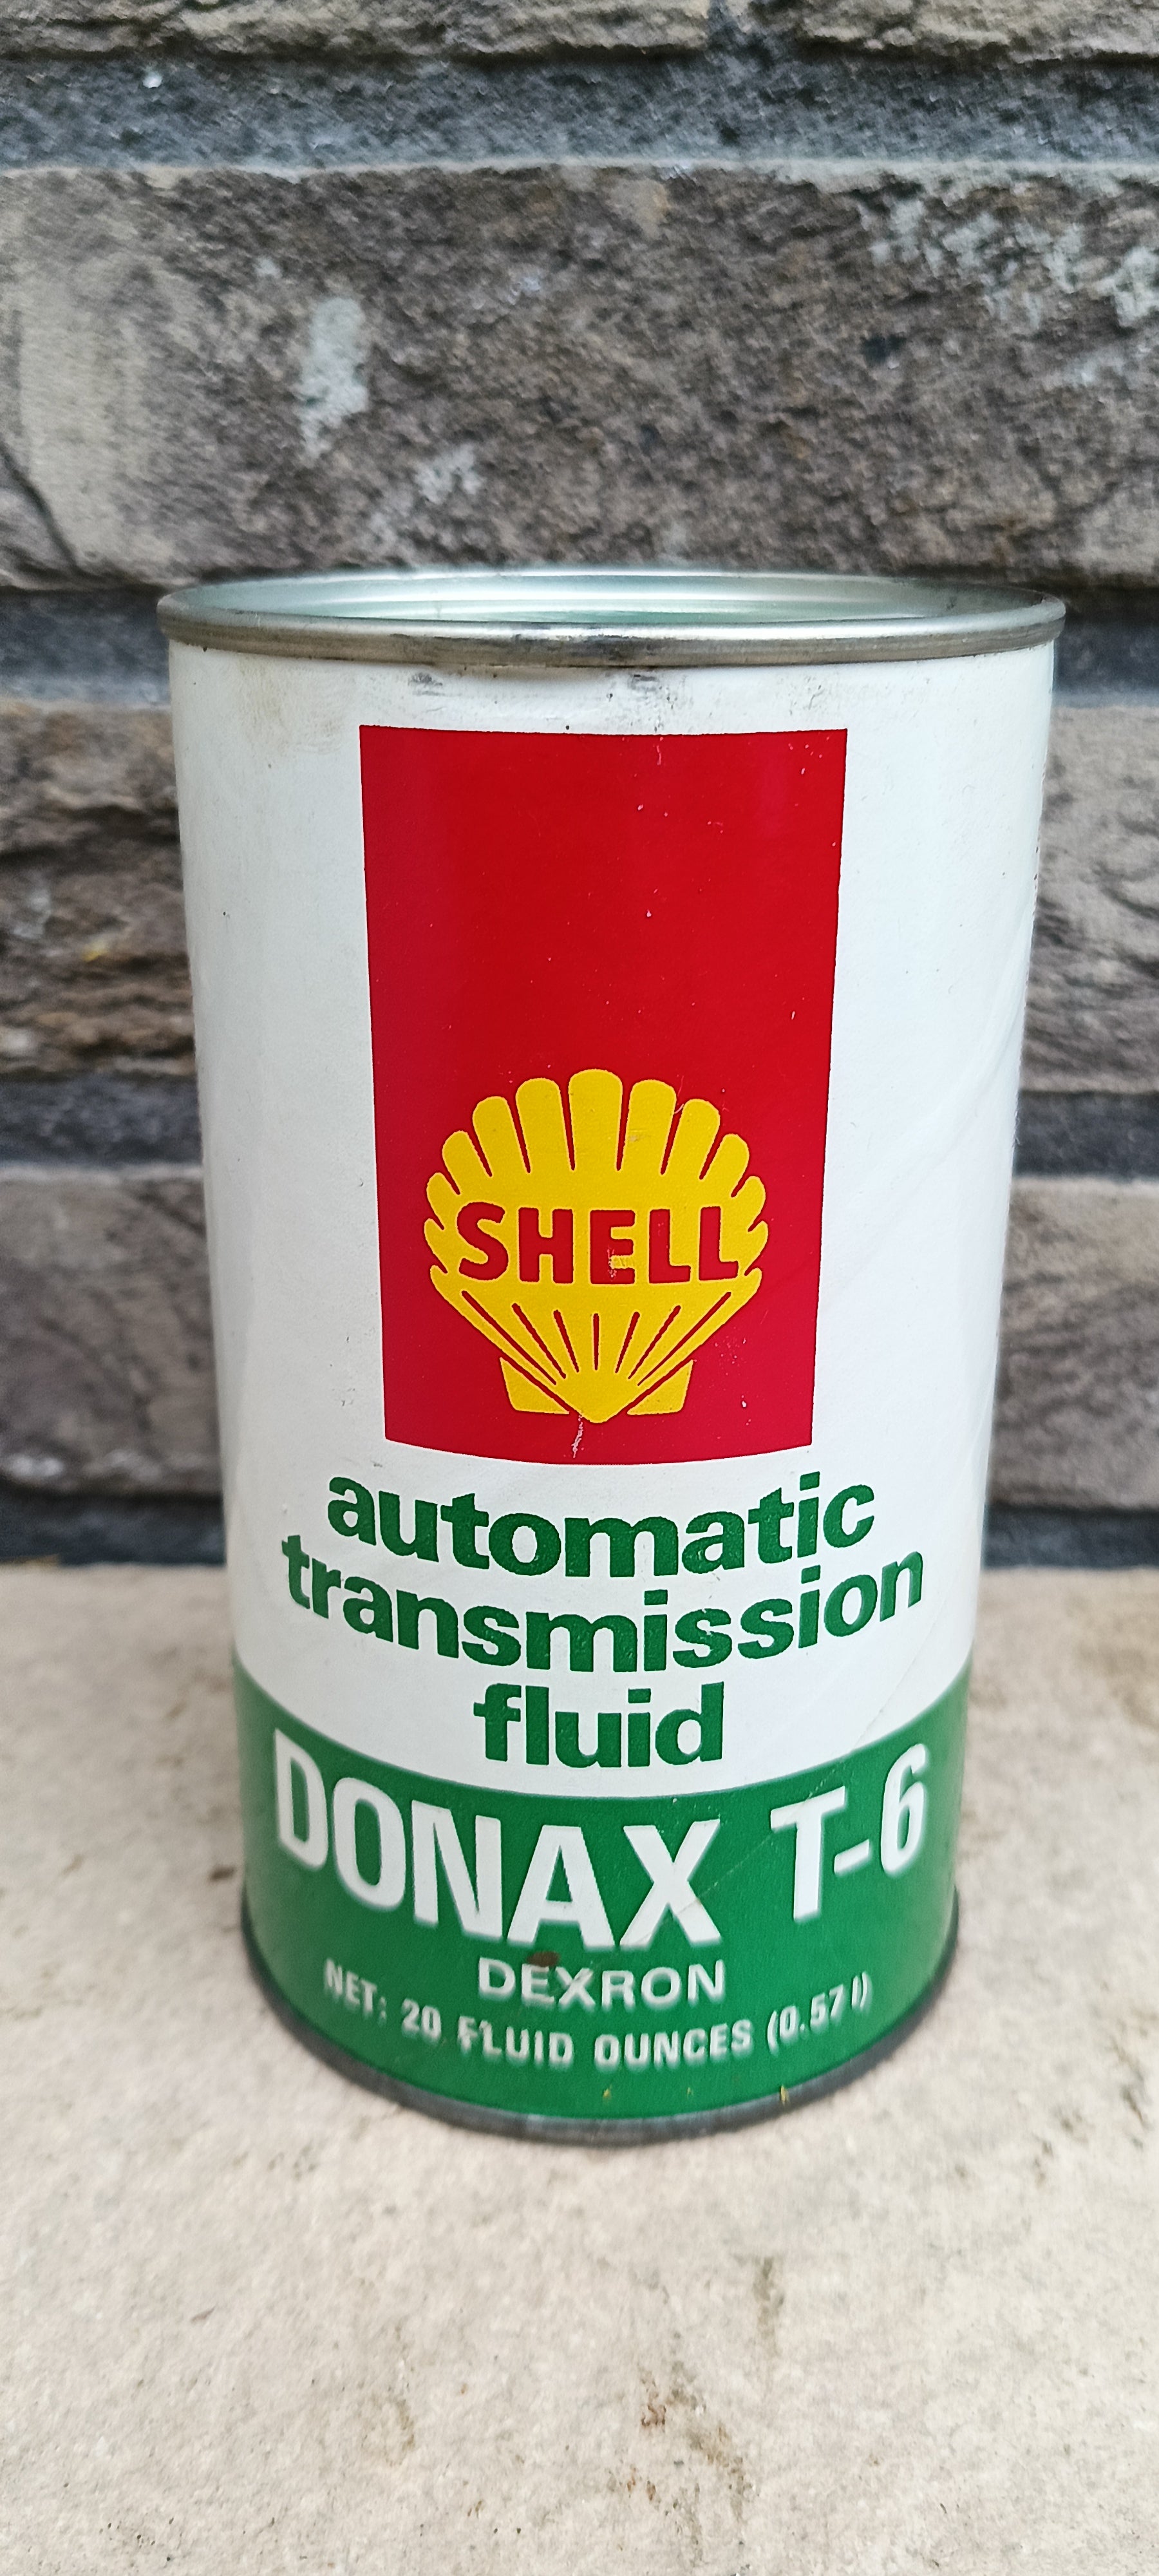 SHELL
automatic
transmission
fluid
DONAX T-6
DEXRON
NET: 20 FLUID OUNCES (0.57 l)